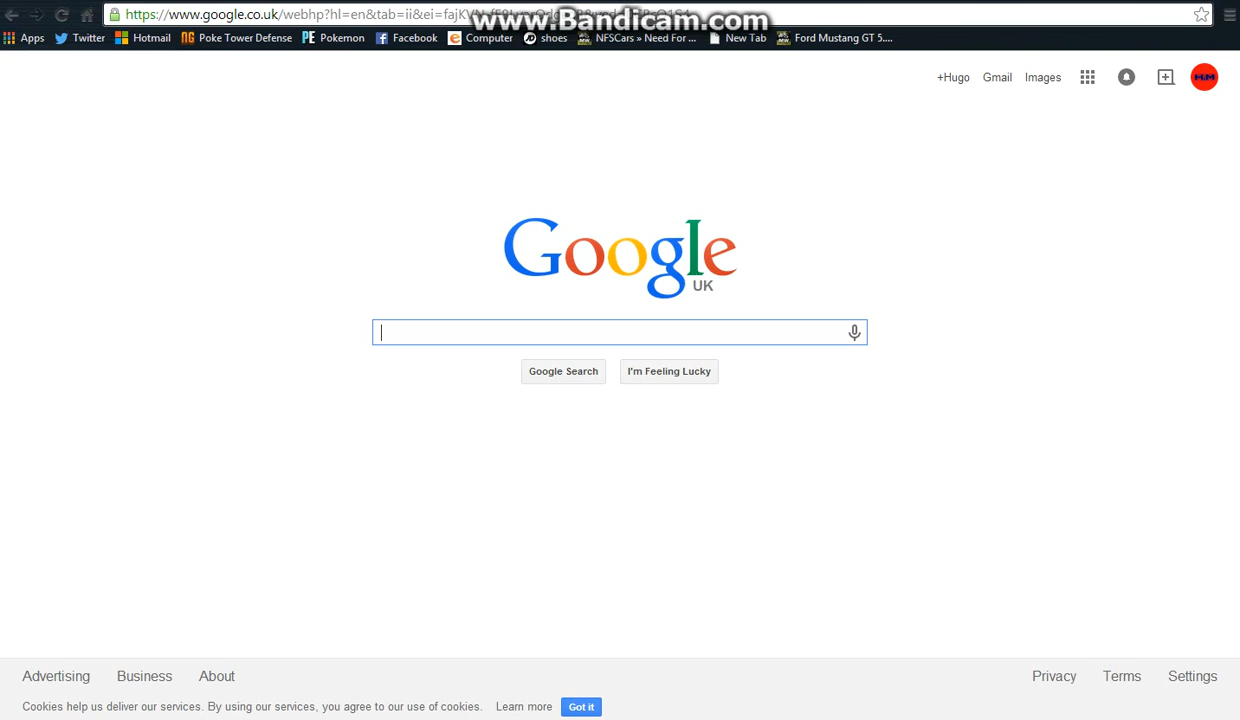 https://www.google.co.uk/webhp?hl=en&tab=ii&ei=fajKV
www.Bandicam.com
Apps Twitter Hotmail Poke Tower Defense Pokemon Facebook Computer shoes NFSCars » Need For ... New Tab Ford Mustang GT 5....
+Hugo Gmail Images
Google
UK
Google Search I'm Feeling Lucky
Advertising Business About Privacy Terms Settings
Cookies help us deliver our services. By using our services, you agree to our use of cookies. Learn more Got it